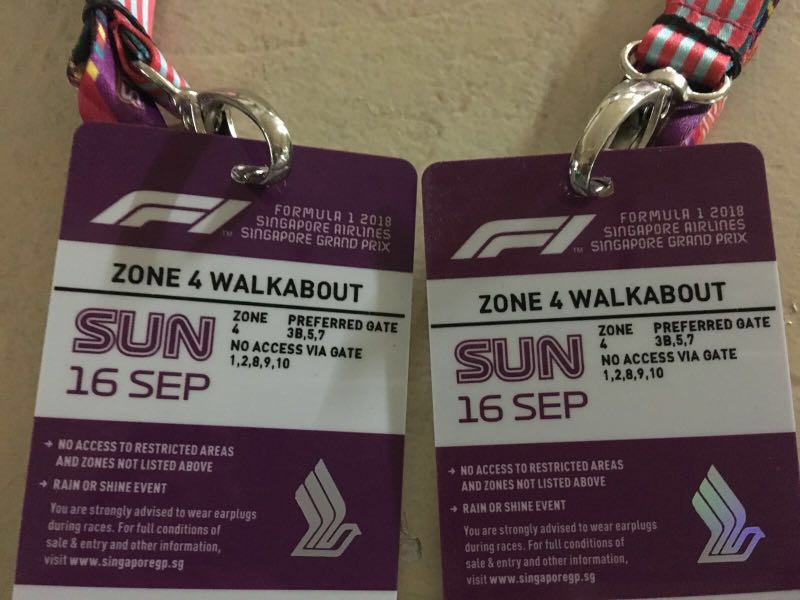 F1 TM
FORMULA 1 2018
SINGAPORE AIRLINES
SINGAPORE GRAND PRIX
ZONE 4 WALKABOUT
SUN
16 SEP
ZONE
4
PREFERRED GATE
3B,5,7
NO ACCESS VIA GATE
1,2,8,9,10
→ NO ACCESS TO RESTRICTED AREAS
AND ZONES NOT LISTED ABOVE
→ RAIN OR SHINE EVENT
You are strongly advised to wear earplugs
during races. For full conditions of
sale & entry and other information,
visit www.singaporegp.sg
F1 TM
FORMULA 1 2018
SINGAPORE AIRLINES
SINGAPORE GRAND PRIX
ZONE 4 WALKABOUT
SUN
16 SEP
ZONE
4
PREFERRED GATE
3B,5,7
NO ACCESS VIA GATE
1,2,8,9,10
→ NO ACCESS TO RESTRICTED AREAS
AND ZONES NOT LISTED ABOVE
→ RAIN OR SHINE EVENT
You are strongly advised to wear earplugs
during races. For full conditions of
sale & entry and other information,
visit www.singaporegp.sg